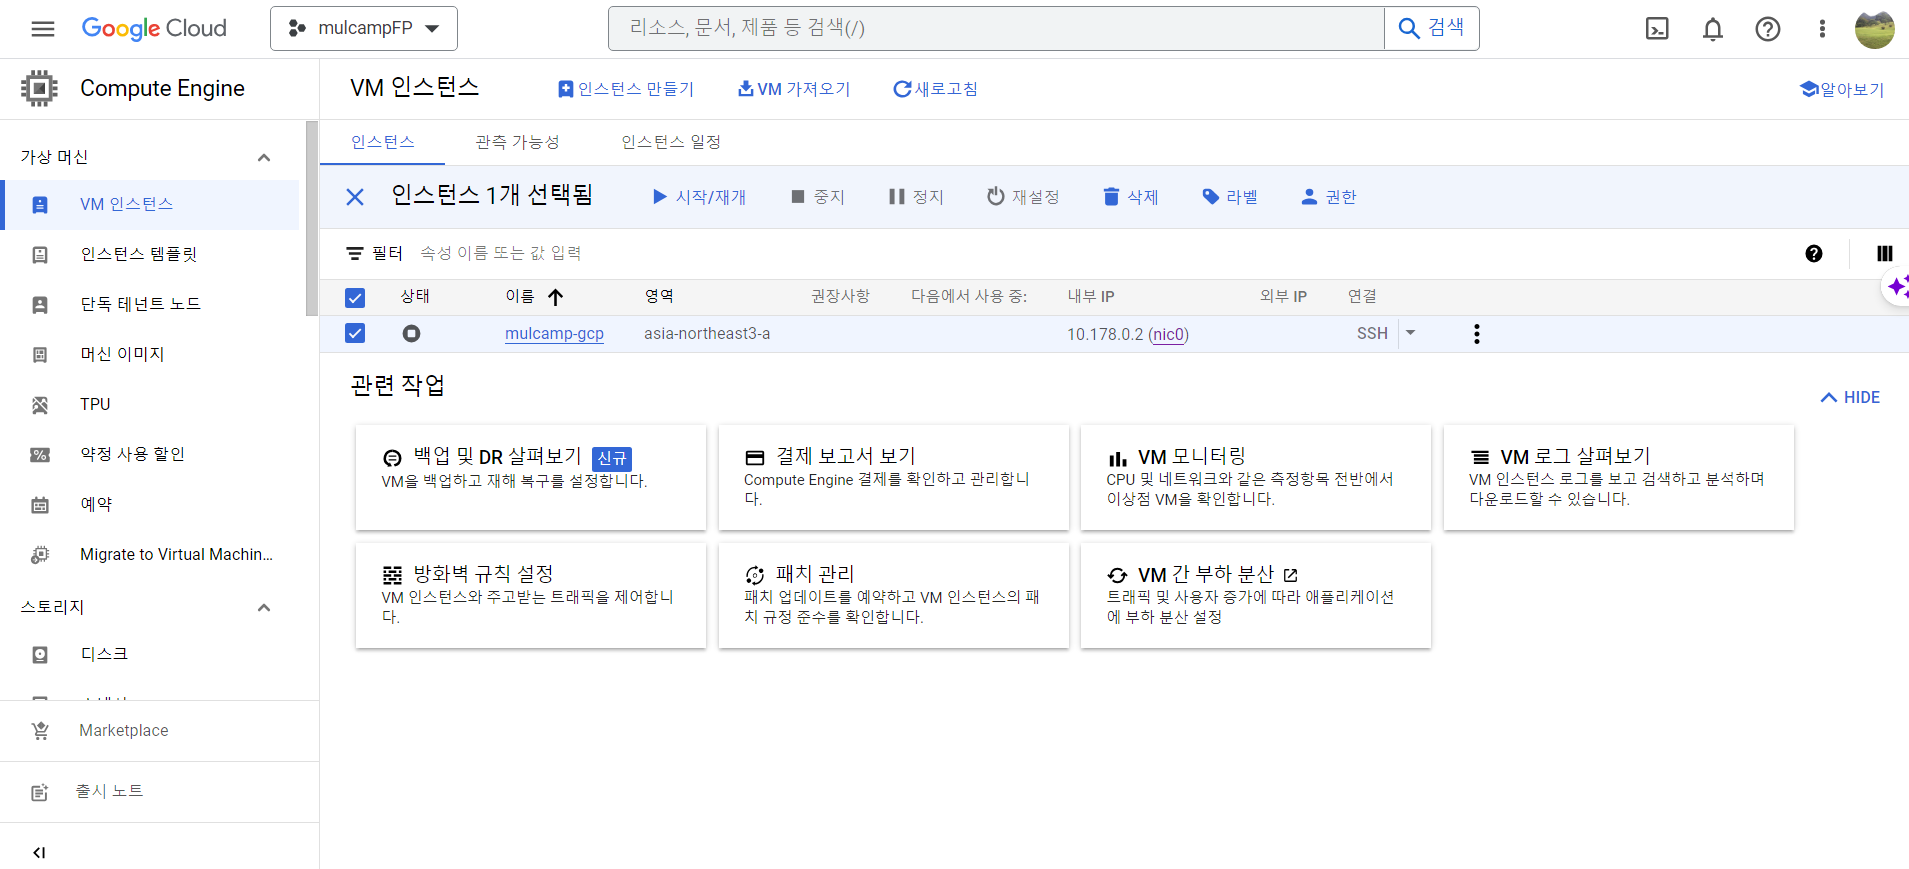 Google Cloud
mulcampFP
리소스, 문서, 제품 등 검색(/)
검색
Compute Engine
VM 인스턴스
인스턴스 만들기
VM 가져오기
새로고침
알아보기
가상 머신
VM 인스턴스
인스턴스 템플릿
단독 테넌트 노드
머신 이미지
TPU
약정 사용 할인
예약
Migrate to Virtual Machin...
스토리지
디스크
Marketplace
출시 노트
인스턴스
관측 가능성
인스턴스 일정
인스턴스 1개 선택됨
시작/재개
중지
정지
재설정
삭제
라벨
권한
필터
속성 이름 또는 값 입력
상태
이름
영역
권장사항
다음에서 사용 중:
내부 IP
외부 IP
연결
mulcamp-gcp
asia-northeast3-a
10.178.0.2 (nic0)
SSH
관련 작업
HIDE
백업 및 DR 살펴보기 신규
VM을 백업하고 재해 복구를 설정합니다.
결제 보고서 보기
Compute Engine 결제를 확인하고 관리합니
다.
VM 모니터링
CPU 및 네트워크와 같은 측정항목 전반에서
이상점 VM을 확인합니다.
VM 로그 살펴보기
VM 인스턴스 로그를 보고 검색하고 분석하며
다운로드할 수 있습니다.
방화벽 규칙 설정
VM 인스턴스와 주고받는 트래픽을 제어합니
다.
패치 관리
패치 업데이트를 예약하고 VM 인스턴스의 패
치 규정 준수를 확인합니다.
VM 간 부하 분산
트래픽 및 사용자 증가에 따라 애플리케이션
에 부하 분산 설정